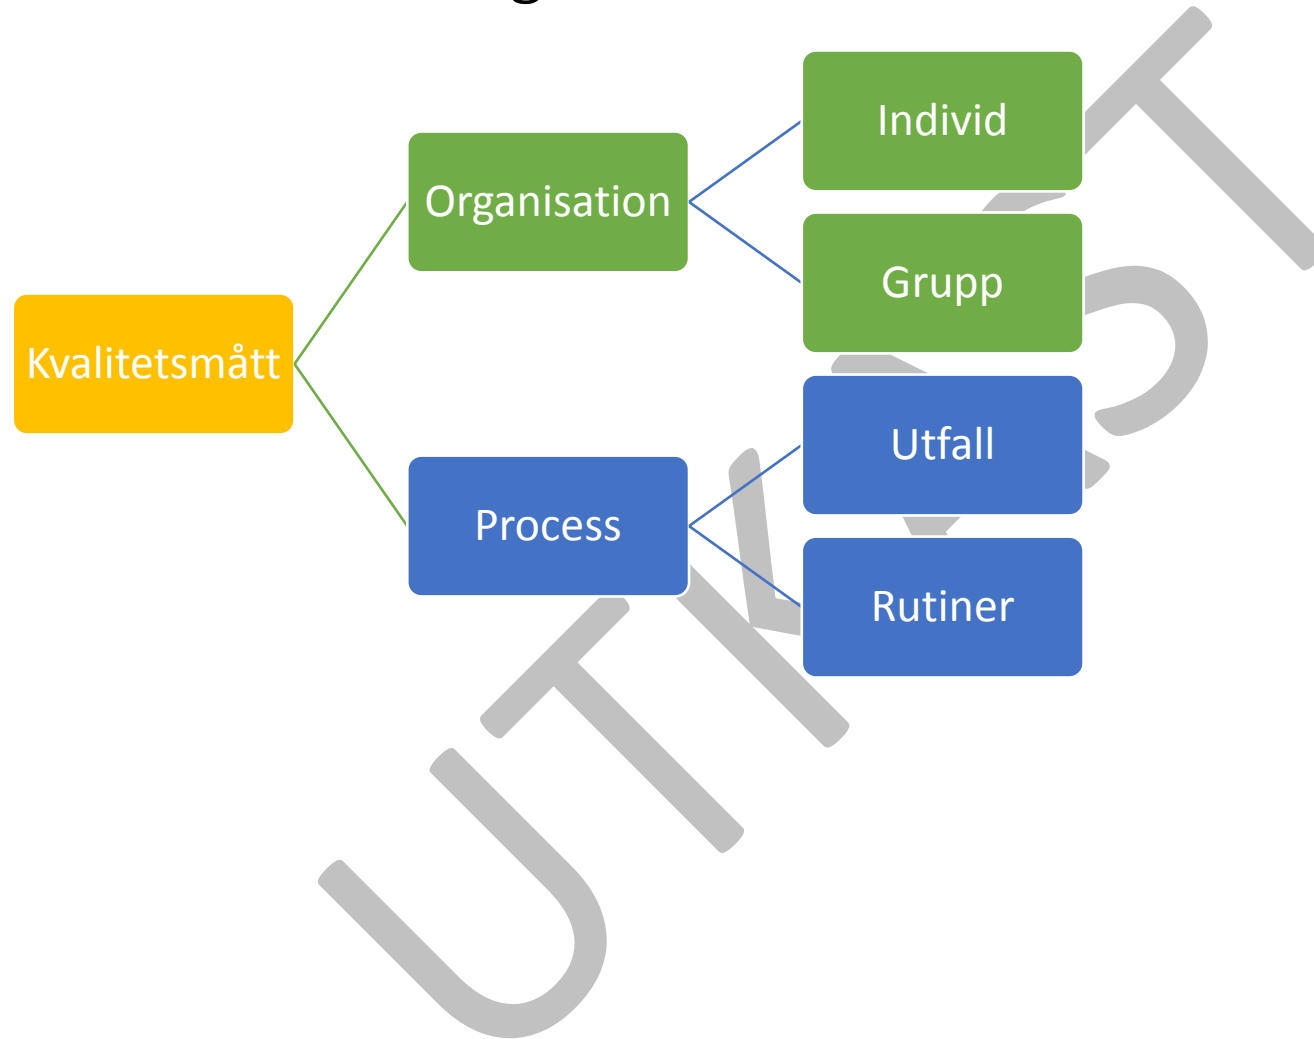 Kvalitetsmått
Organisation
Individ
Grupp
Process
Utfall
Rutiner
UTKAST